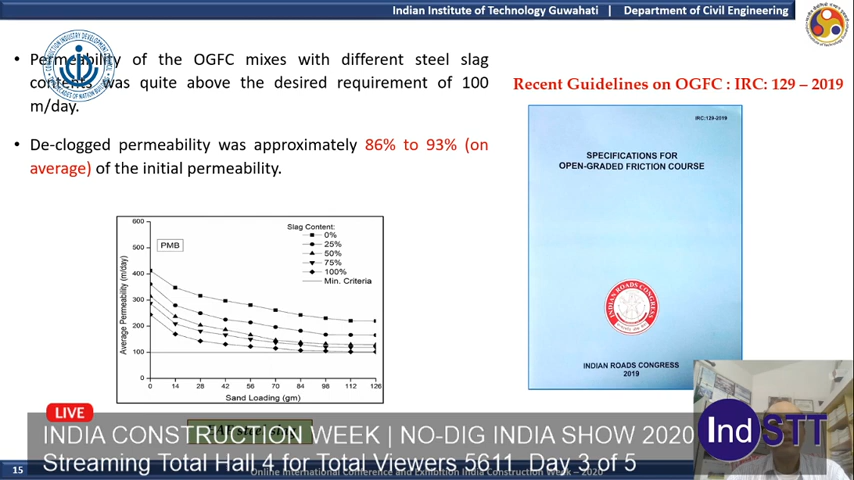 Indian Institute of Technology Guwahati | Department of Civil Engineering
• Permeability of the OGFC mixes with different steel slag
contents was quite above the desired requirement of 100
m/day.
• De-clogged permeability was approximately 86% to 93% (on
average) of the initial permeability.
Recent Guidelines on OGFC : IRC: 129 – 2019
IRC:129-2019
SPECIFICATIONS FOR
OPEN-GRADED FRICTION COURSE
INDIAN ROADS CONGRESS
INDIAN ROADS CONGRESS
2019
600
500
400
300
200
100
0
Average Permeability (m/day)
PMB
Slag Content:
0%
25%
50%
75%
100%
Min. Criteria
0 14 28 42 56 70 84 98 112 126
Sand Loading (gm)
LIVE
INDIA CONSTRUCTION WEEK | NO-DIG INDIA SHOW 2020
Streaming Total Hall 4 for Total Viewers 5611 Day 3 of 5
Ind STT
15
Online International Conference and Exhibition India Construction Week – 2020